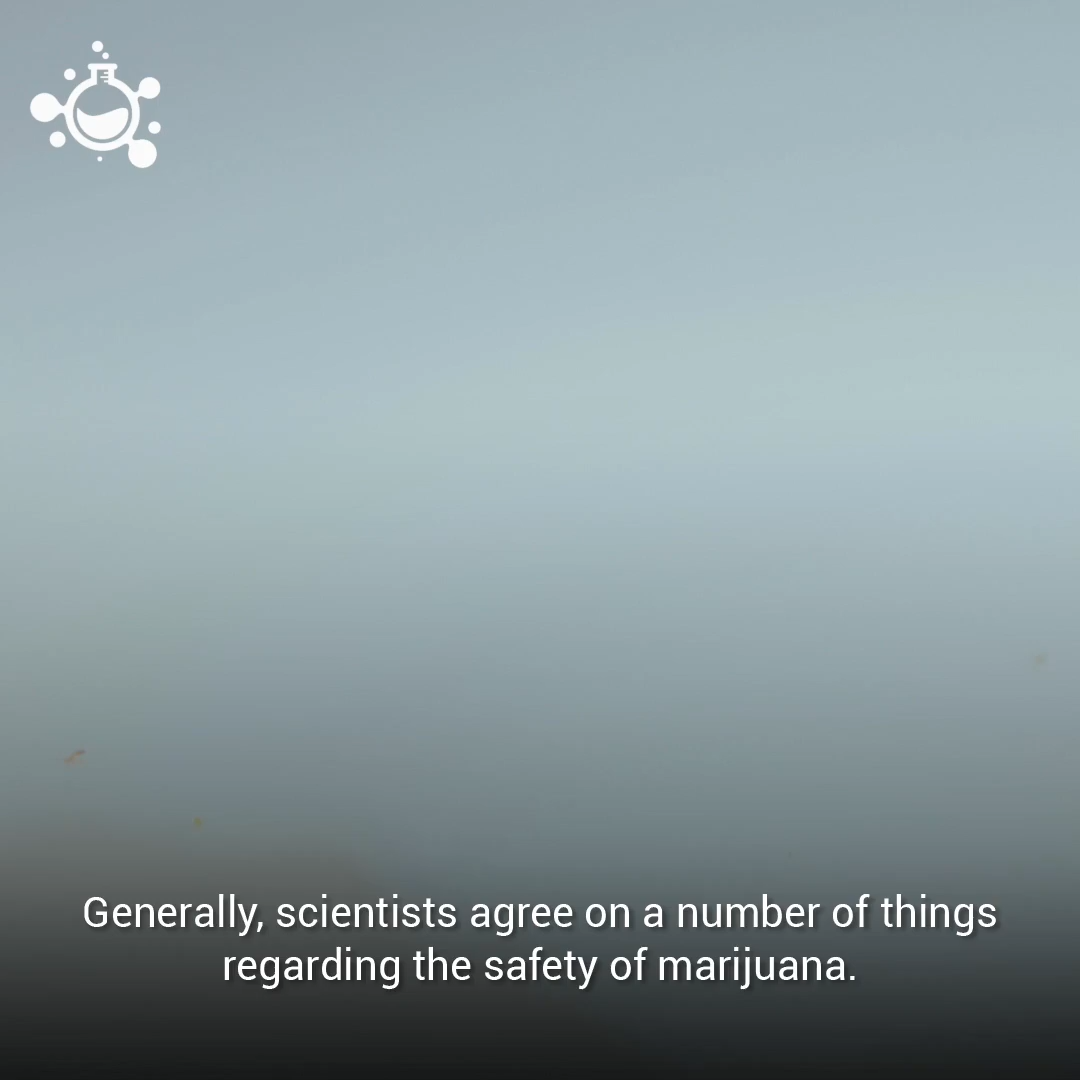 Generally, scientists agree on a number of things
regarding the safety of marijuana.